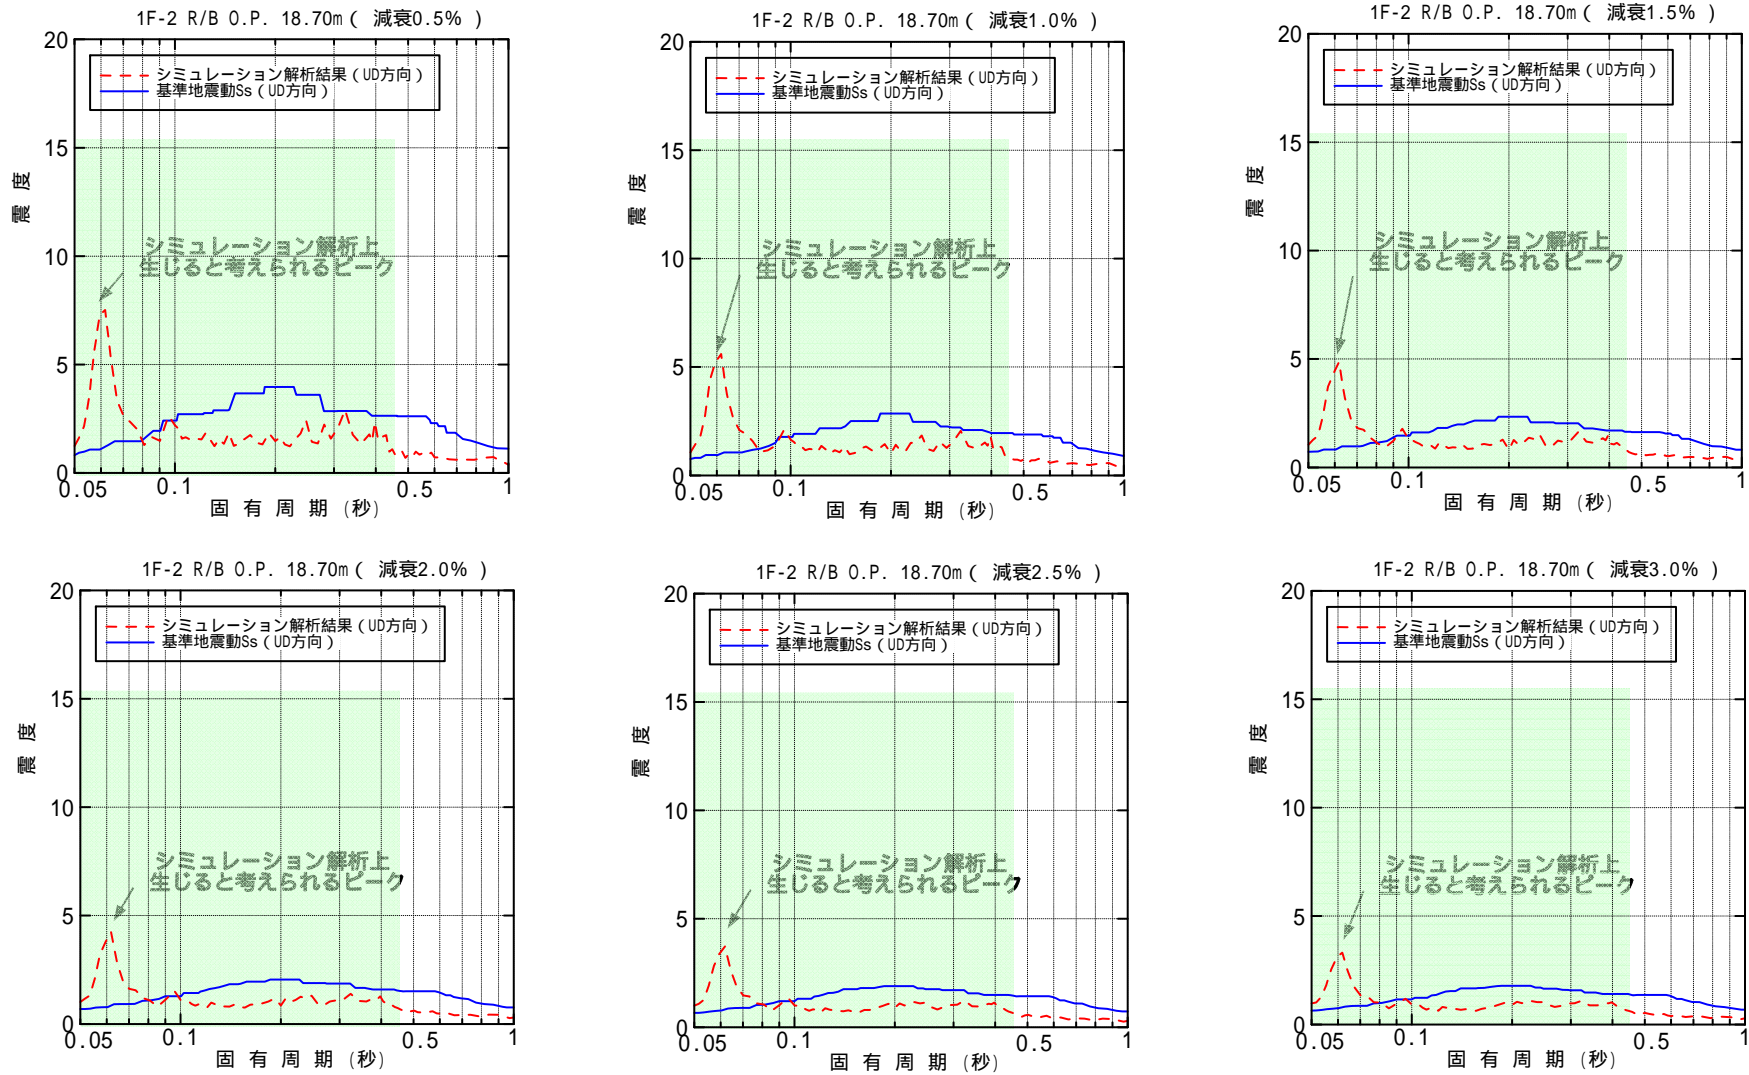 1F-2 R/B O.P. 18.70m ( 減衰0.5% )
シミュレーション解析結果(UD方向)
基準地震動Ss(UD方向)
20
15
10
5
0
震度
シミュレーション解析上
生じると考えられるピーク
0.05
0.1
0.5
1
固有周期(秒)
1F-2 R/B O.P. 18.70m ( 減衰1.0% )
シミュレーション解析結果(UD方向)
基準地震動Ss(UD方向)
20
15
10
5
0
震度
シミュレーション解析上
生じると考えられるピーク
0.05
0.1
0.5
1
固有周期(秒)
1F-2 R/B O.P. 18.70m ( 減衰1.5% )
シミュレーション解析結果(UD方向)
基準地震動Ss(UD方向)
20
15
10
5
0
震度
シミュレーション解析上
生じると考えられるピーク
0.05
0.1
0.5
1
固有周期(秒)
1F-2 R/B O.P. 18.70m ( 減衰2.0% )
シミュレーション解析結果(UD方向)
基準地震動Ss(UD方向)
20
15
10
5
0
震度
シミュレーション解析上
生じると考えられるピーク
0.05
0.1
0.5
1
固有周期(秒)
1F-2 R/B O.P. 18.70m ( 減衰2.5% )
シミュレーション解析結果(UD方向)
基準地震動Ss(UD方向)
20
15
10
5
0
震度
シミュレーション解析上
生じると考えられるピーク
0.05
0.1
0.5
1
固有周期(秒)
1F-2 R/B O.P. 18.70m ( 減衰3.0% )
シミュレーション解析結果(UD方向)
基準地震動Ss(UD方向)
20
15
10
5
0
震度
シミュレーション解析上
生じると考えられるピーク
0.05
0.1
0.5
1
固有周期(秒)